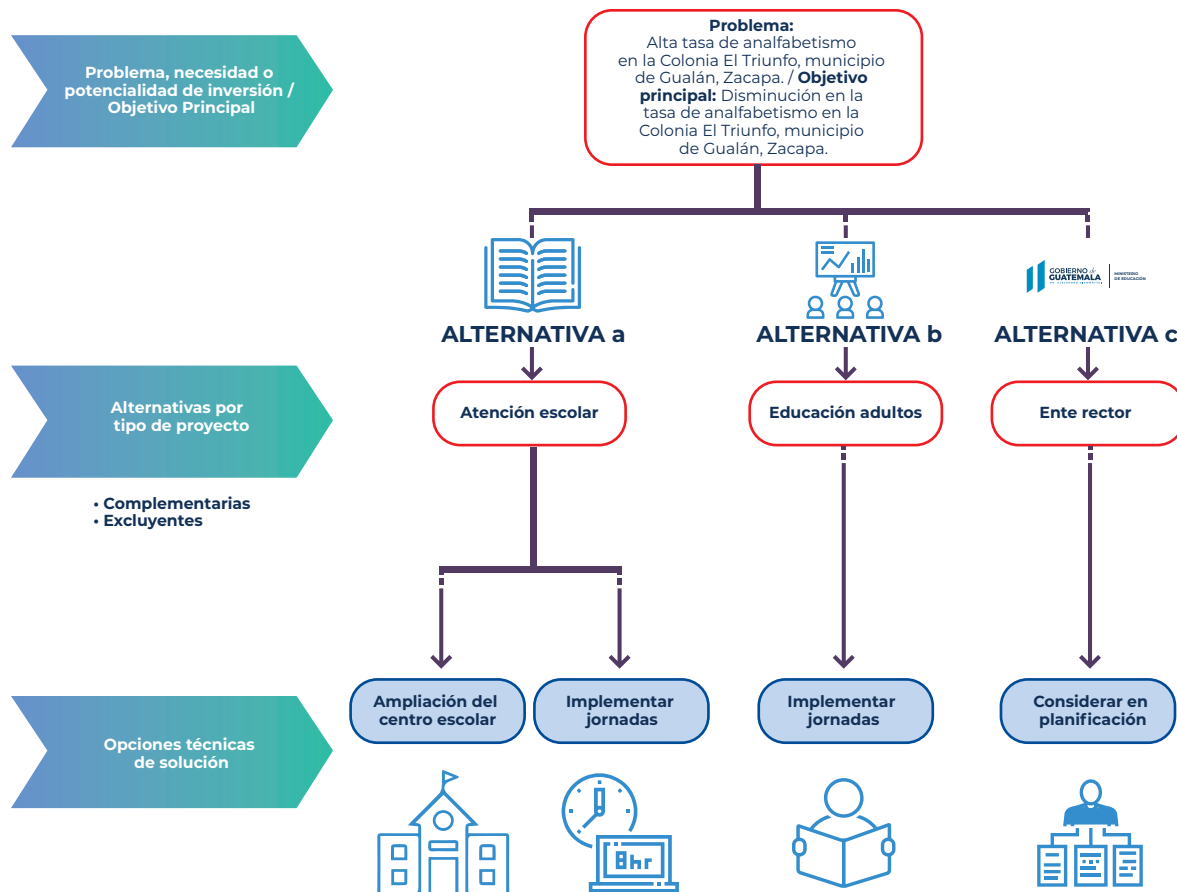 Problema, necesidad o
potencialidad de inversión /
Objetivo Principal
Problema:
Alta tasa de analfabetismo
en la Colonia El Triunfo, municipio
de Gualán, Zacapa. / Objetivo
principal: Disminución en la
tasa de analfabetismo en la
Colonia El Triunfo, municipio
de Gualán, Zacapa.
GOBIERNO de
GUATEMALA
MINISTERIO
DE EDUCACIÓN
ALTERNATIVA a
ALTERNATIVA b
ALTERNATIVA c
Alternativas por
tipo de proyecto
Atención escolar
Educación adultos
Ente rector
• Complementarias
• Excluyentes
Opciones técnicas
de solución
Ampliación del
centro escolar
Implementar
jornadas
Implementar
jornadas
Considerar en
planificación
8hr